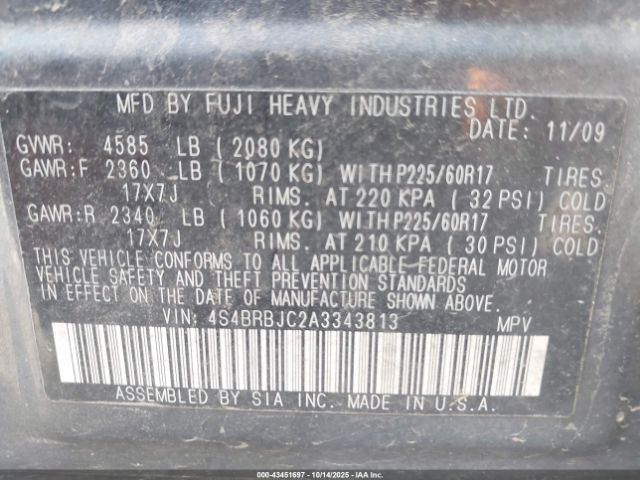 MFD BY FUJI HEAVY INDUSTRIES LTD.
DATE: 11/09
GVWR: 4585 LB ( 2080 KG)
GAWR:F 2360 LB ( 1070 KG) WITH P225/60R17 TIRES.
17X7J RIMS. AT 220 KPA ( 32 PSI) COLD
GAWR:R 2340 LB ( 1060 KG) WITH P225/60R17 TIRES.
17X7J RIMS. AT 210 KPA ( 30 PSI) COLD
THIS VEHICLE CONFORMS TO ALL APPLICABLE FEDERAL MOTOR
VEHICLE SAFETY AND THEFT PREVENTION STANDARDS
IN EFFECT ON THE DATE OF MANUFACTURE SHOWN ABOVE.
VIN: 4S4BRBJC2A3343813 MPV
ASSEMBLED BY SIA INC. MADE IN U.S.A.
000-43451697 - 10/14/2025 - IAAI.com